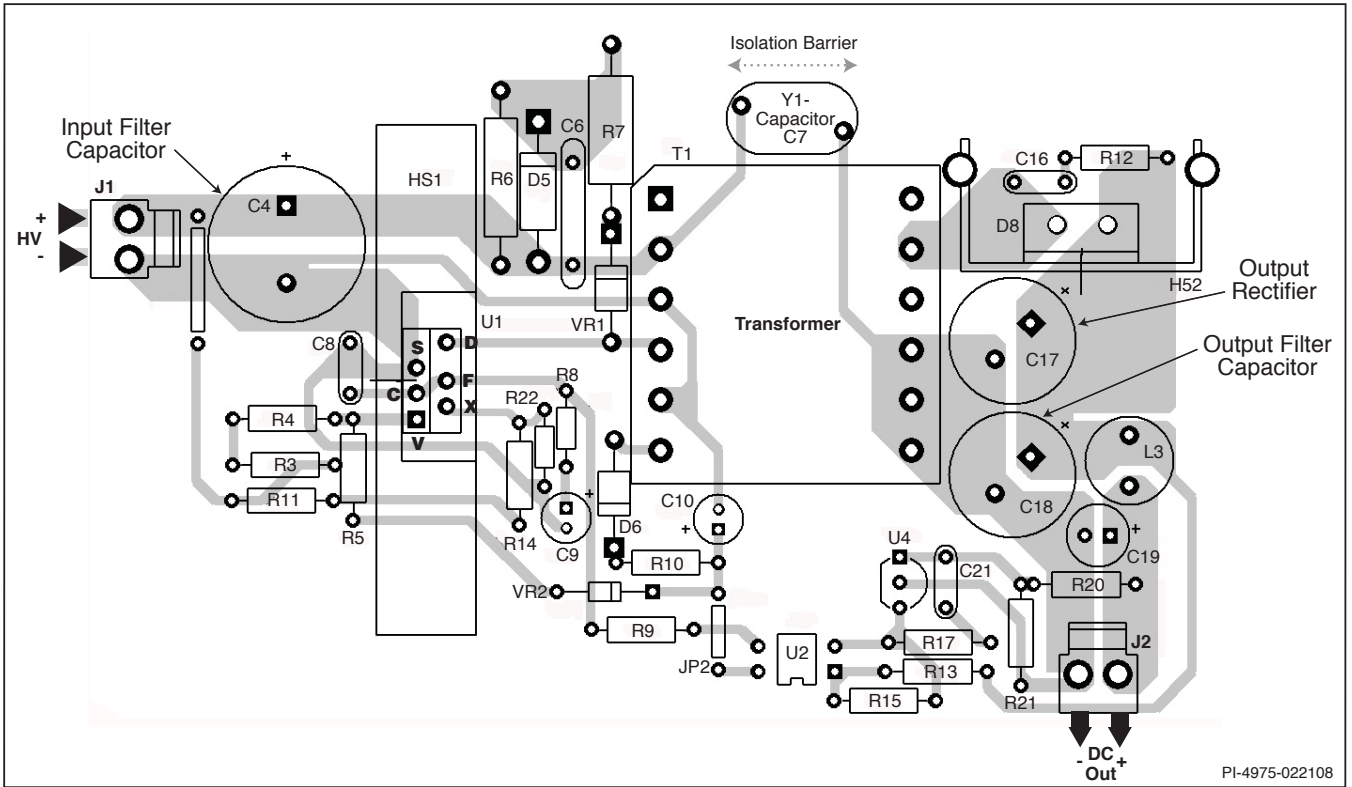 Isolation Barrier
Y1-
Capacitor
C7
Input Filter
Capacitor
+
J1
+
HV
-
C4
HS1
R6
D5
C6
R7
T1
C16
R12
D8
H52
Output
Rectifier
VR1
Transformer
U1
S
D
C
F
X
V
C8
R8
R22
C17
Output Filter
Capacitor
R4
R3
R11
R5
R14
+
C9
D6
C10
+
x
x
C18
L3
+
C19
R10
U4
C21
R20
VR2
R9
JP2
U2
R17
R13
R15
R21
J2
- DC +
Out
PI-4975-022108